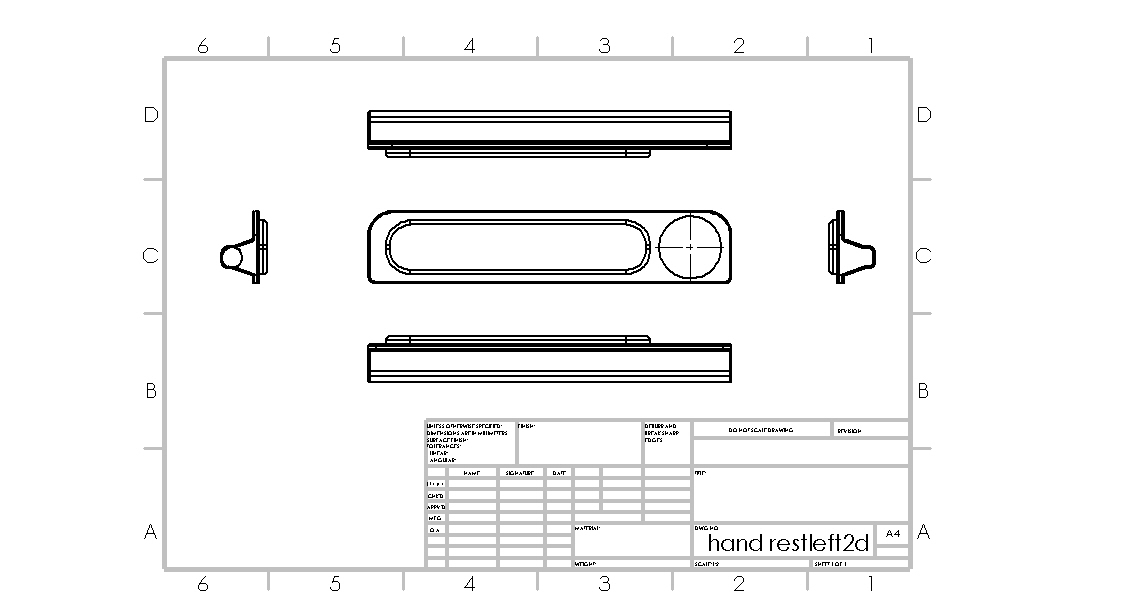 6 5 4 3 2 1
D D
C C
B B
UNLESS OTHERWISE SPECIFIED:
DIMENSIONS ARE IN MILLIMETERS
SURFACE FINISH:
TOLERANCES:
LINEAR:
ANGULAR:
FINISH:
DEBURR AND
BREAK SHARP
EDGES
DO NOT SCALE DRAWING
REVISION
NAME SIGNATURE DATE
TITLE:
CHK'D
APPV'D
MFG
Q.A
MATERIAL:
DWG NO.
A A
hand restleft2d
A4
WEIGHT:
SCALE:1:2
SHEET 1 OF 1
6 5 4 3 2 1